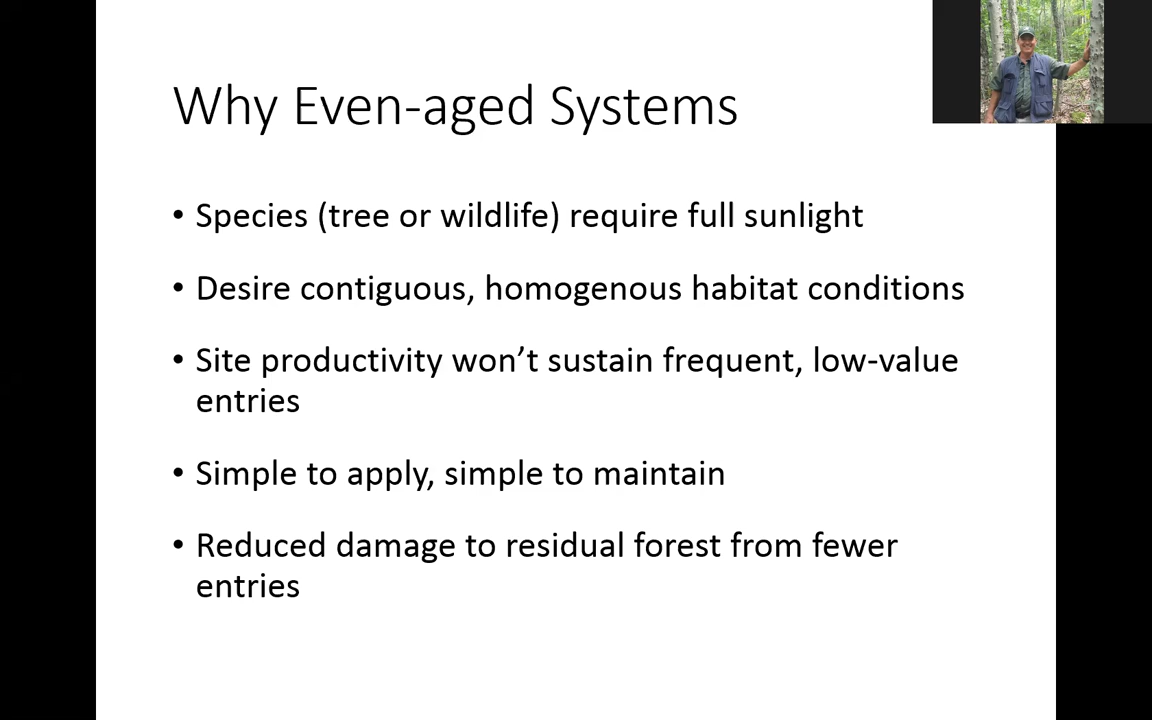 Why Even-aged Systems
• Species (tree or wildlife) require full sunlight
• Desire contiguous, homogenous habitat conditions
• Site productivity won’t sustain frequent, low-value
entries
• Simple to apply, simple to maintain
• Reduced damage to residual forest from fewer
entries